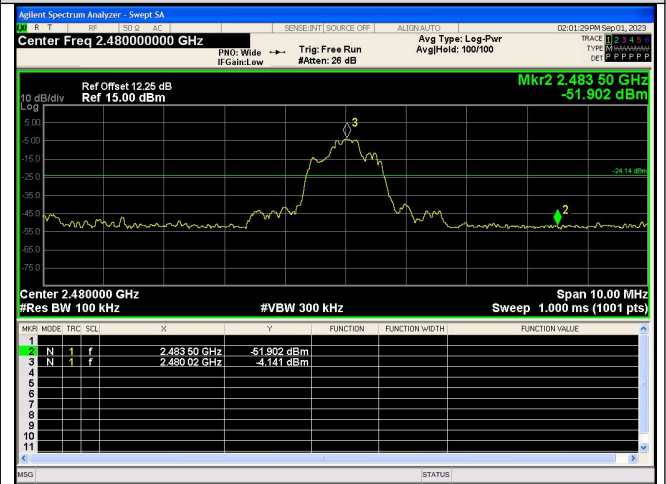 Agilent Spectrum Analyzer - Swept SA
R T RF 50 Ω AC SENSE:INT SOURCE OFF ALIGN AUTO 02:01:29 PM Sep 01, 2023
Center Freq 2.480000000 GHz
PNO: Wide
IFGain:Low
Trig: Free Run
#Atten: 26 dB
Avg Type: Log-Pwr
Avg|Hold: 100/100
TRACE 1 2 3 4 5 6
TYPE M
DET P P P P P P
Mkr2 2.483 50 GHz
-51.902 dBm
Ref Offset 12.25 dB
Ref 15.00 dBm
10 dB/div
Log
5.00
-5.00
-15.0
-25.0
-35.0
-45.0
-55.0
-65.0
-75.0
3
-24.14 dBm
2
Center 2.480000 GHz Span 10.00 MHz
#Res BW 100 kHz #VBW 300 kHz Sweep 1.000 ms (1001 pts)
MKR MODE TRC SCL X Y FUNCTION FUNCTION WIDTH FUNCTION VALUE
1
2 N 1 f 2.483 50 GHz -51.902 dBm
3 N 1 f 2.480 02 GHz -4.141 dBm
4
5
6
7
8
9
10
11
MSG STATUS